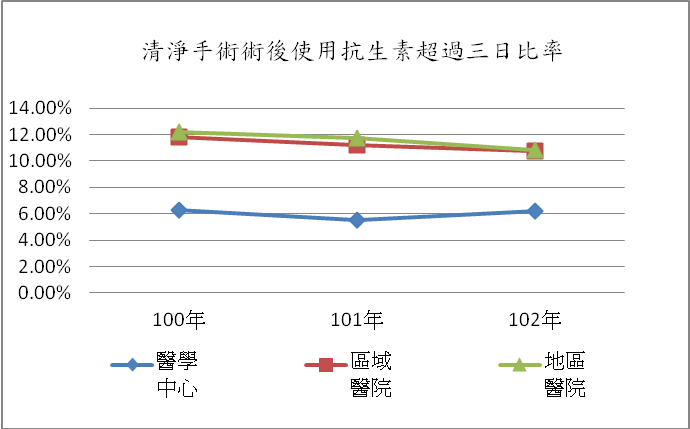 清淨手術術後使用抗生素超過三日比率
14.00%
12.00%
10.00%
8.00%
6.00%
4.00%
2.00%
0.00%
100年 101年 102年
醫學 區域 地區
中心 醫院 醫院